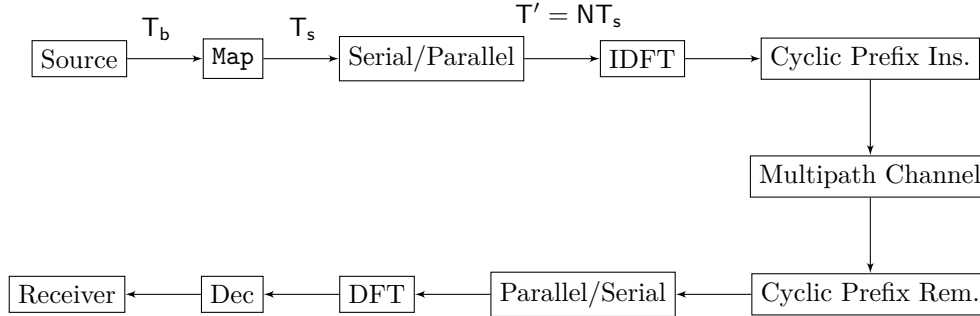 T_b
T_s
T′ = NT_s
Source
Map
Serial/Parallel
IDFT
Cyclic Prefix Ins.
Multipath Channel
Receiver
Dec
DFT
Parallel/Serial
Cyclic Prefix Rem.